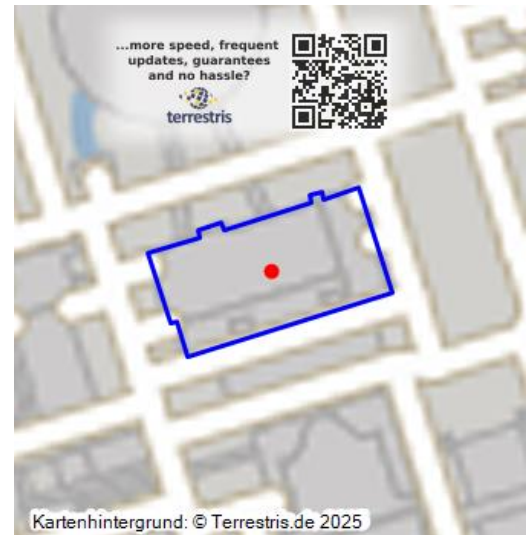 ...more speed, frequent
updates, guarantees
and no hassle?
terrestris
Kartenhintergrund: © Terrestris.de 2025